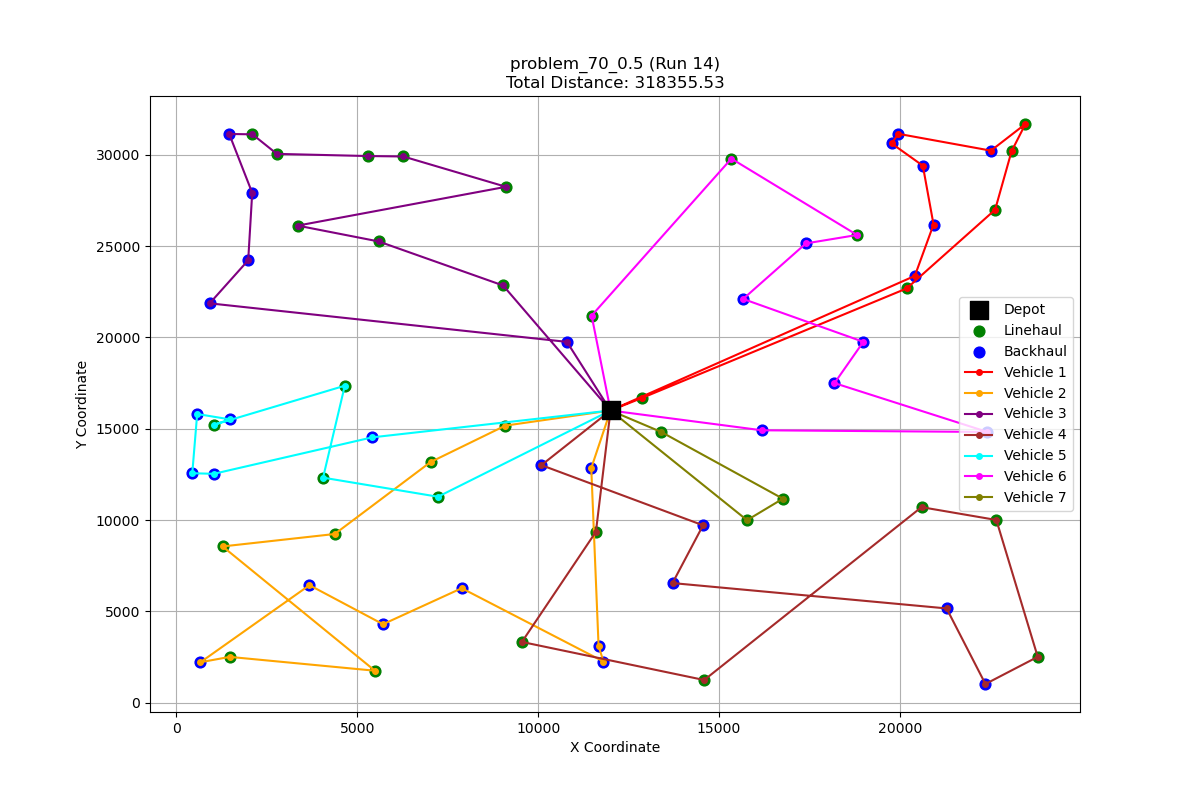 problem_70_0.5 (Run 14)
Total Distance: 318355.53
30000
25000
20000
15000
10000
5000
0
Y Coordinate
0
5000
10000
15000
20000
X Coordinate
Depot
Linehaul
Backhaul
Vehicle 1
Vehicle 2
Vehicle 3
Vehicle 4
Vehicle 5
Vehicle 6
Vehicle 7